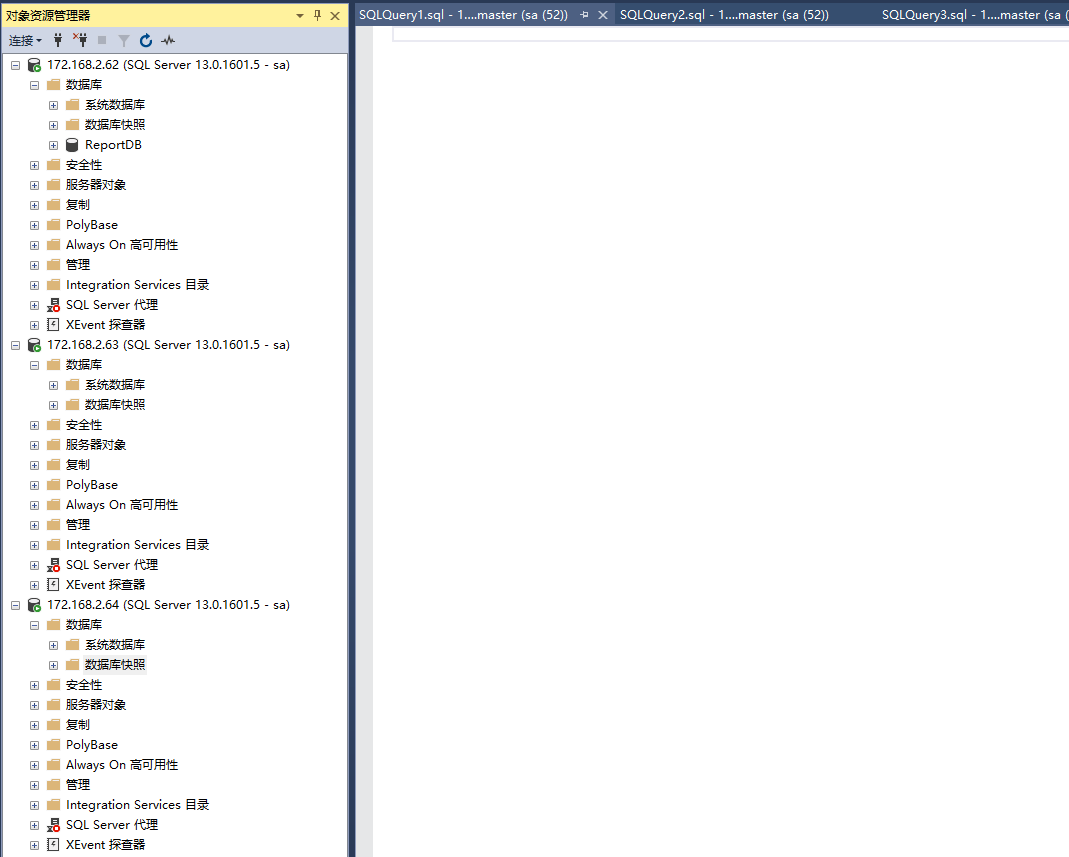 对象资源管理器
SQLQuery1.sql - 1....master (sa (52))
SQLQuery2.sql - 1....master (sa (52))
SQLQuery3.sql - 1....master (sa (
连接
172.168.2.62 (SQL Server 13.0.1601.5 - sa)
数据库
系统数据库
数据库快照
ReportDB
安全性
服务器对象
复制
PolyBase
Always On 高可用性
管理
Integration Services 目录
SQL Server 代理
XEvent 探查器
172.168.2.63 (SQL Server 13.0.1601.5 - sa)
数据库
系统数据库
数据库快照
安全性
服务器对象
复制
PolyBase
Always On 高可用性
管理
Integration Services 目录
SQL Server 代理
XEvent 探查器
172.168.2.64 (SQL Server 13.0.1601.5 - sa)
数据库
系统数据库
数据库快照
安全性
服务器对象
复制
PolyBase
Always On 高可用性
管理
Integration Services 目录
SQL Server 代理
XEvent 探查器